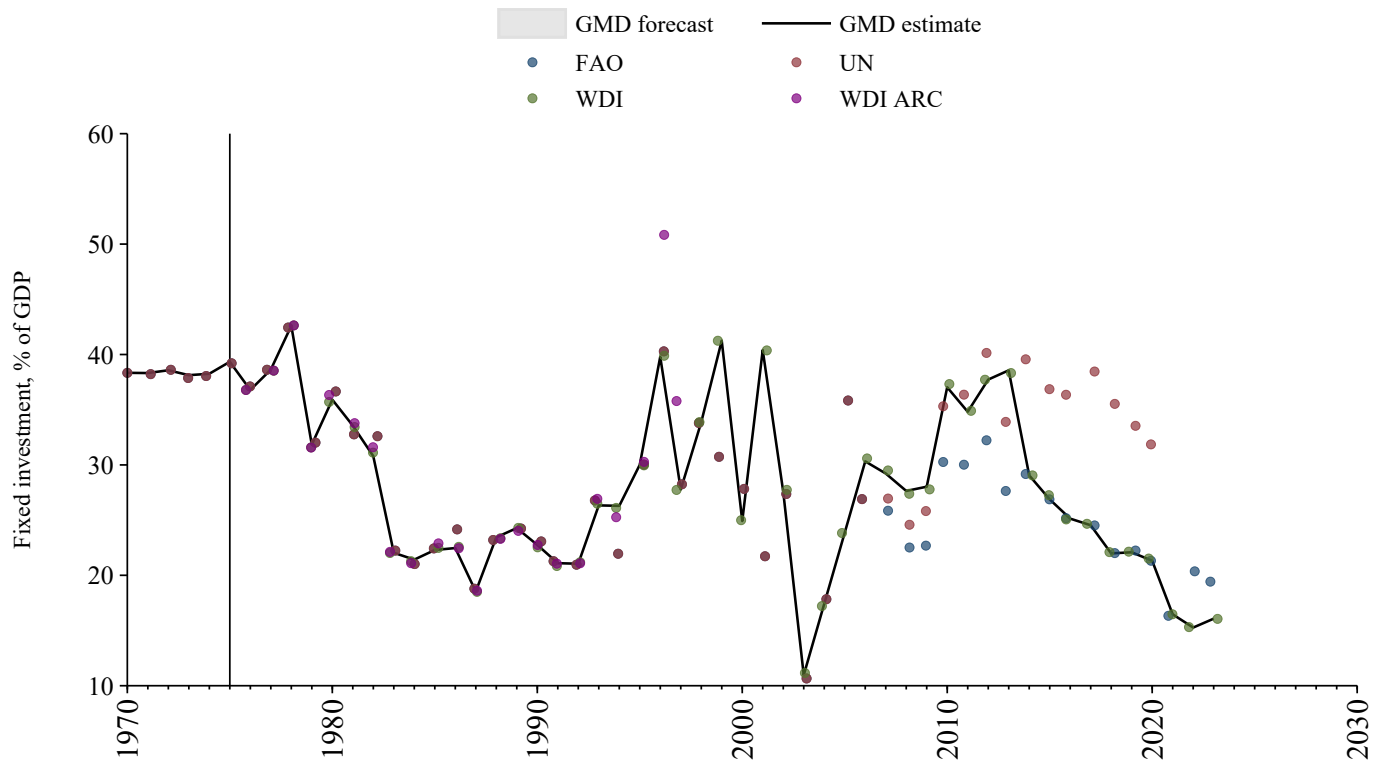 GMD forecast
GMD estimate
FAO
UN
WDI
WDI ARC
Fixed investment, % of GDP
60
50
40
30
20
10
1970
1980
1990
2000
2010
2020
2030